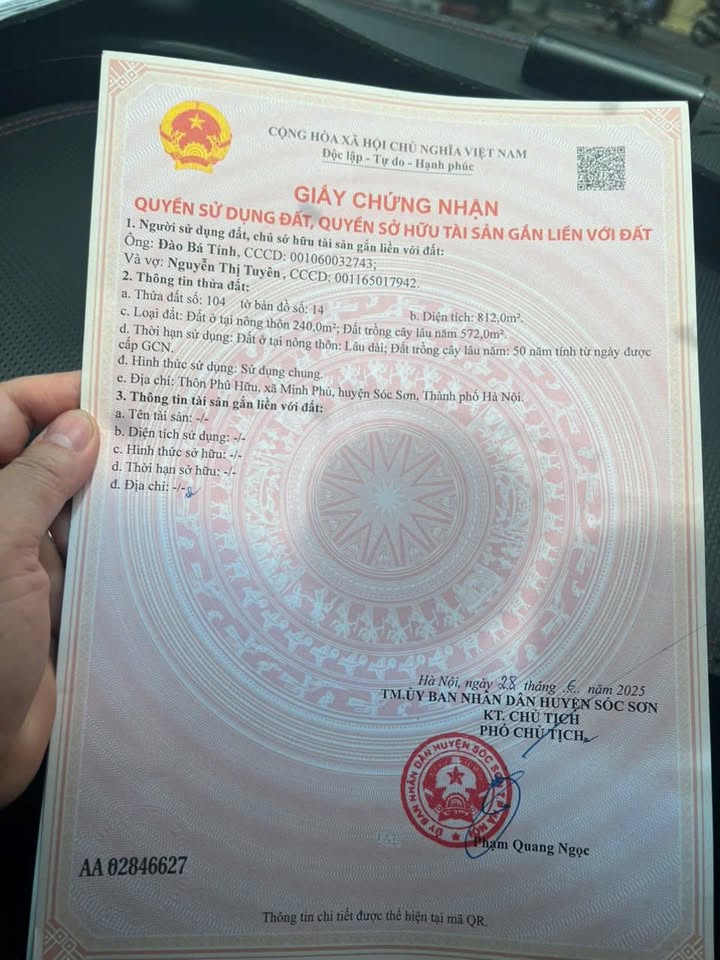 CỘNG HÒA XÃ HỘI CHỦ NGHĨA VIỆT NAM
Độc lập - Tự do - Hạnh phúc
GIẤY CHỨNG NHẬN
QUYỀN SỬ DỤNG ĐẤT, QUYỀN SỞ HỮU TÀI SẢN GẮN LIỀN VỚI ĐẤT
1. Người sử dụng đất, chủ sở hữu tài sản gắn liền với đất:
Ông: Đào Bá Tính, CCCD: 001060032743;
Và vợ: Nguyễn Thị Tuyên, CCCD: 001165017942.
2. Thông tin thửa đất:
a. Thửa đất số: 104 tờ bản đồ số: 14 b. Diện tích: 812,0m².
c. Loại đất: Đất ở tại nông thôn 240,0m²; Đất trồng cây lâu năm 572,0m².
d. Thời hạn sử dụng: Đất ở tại nông thôn: Lâu dài; Đất trồng cây lâu năm: 50 năm tính từ ngày được
cấp GCN.
đ. Hình thức sử dụng: Sử dụng chung.
e. Địa chỉ: Thôn Phú Hữu, xã Minh Phú, huyện Sóc Sơn, Thành phố Hà Nội.
3. Thông tin tài sản gắn liền với đất:
a. Tên tài sản: -/-
b. Diện tích sử dụng: -/-
c. Hình thức sở hữu: -/-
d. Thời hạn sở hữu: -/-
đ. Địa chỉ: -/-
Hà Nội, ngày 28 tháng 6 năm 2025
TM.ỦY BAN NHÂN DÂN HUYỆN SÓC SƠN
KT. CHỦ TỊCH
PHÓ CHỦ TỊCH
ỦY BAN NHÂN DÂN HUYỆN SÓC SƠN
Phạm Quang Ngọc
AA 02846627
Thông tin chi tiết được thể hiện tại mã QR.